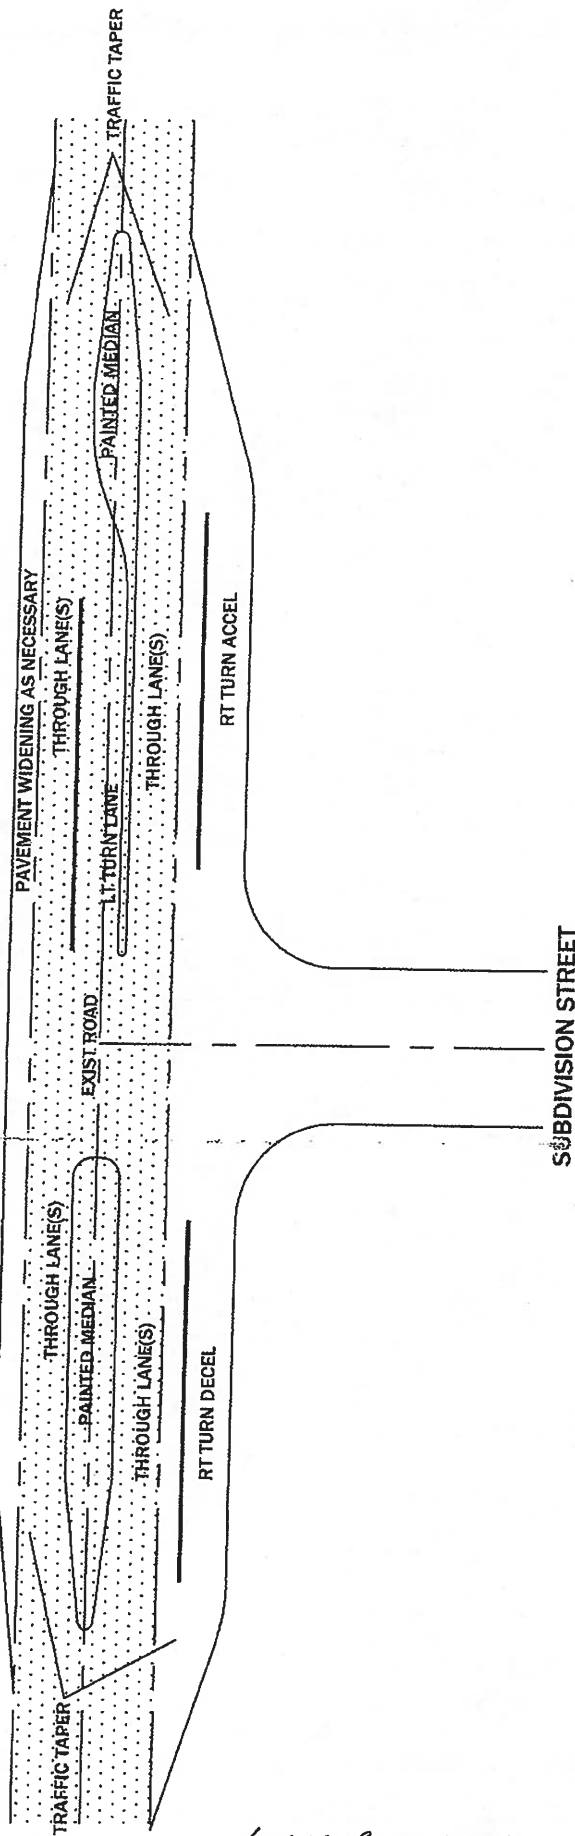 TRAFFIC TAPER
PAINTED MEDIAN
PAVEMENT WIDENING AS NECESSARY
THROUGH LANE(S)
THROUGH LANE(S)
RT TURN ACCEL
LT TURN LANE
EXIST ROAD
SUBDIVISION STREET
THROUGH LANE(S)
PAINTED MEDIAN
THROUGH LANE(S)
RT TURN DECEL
TRAFFIC TAPER